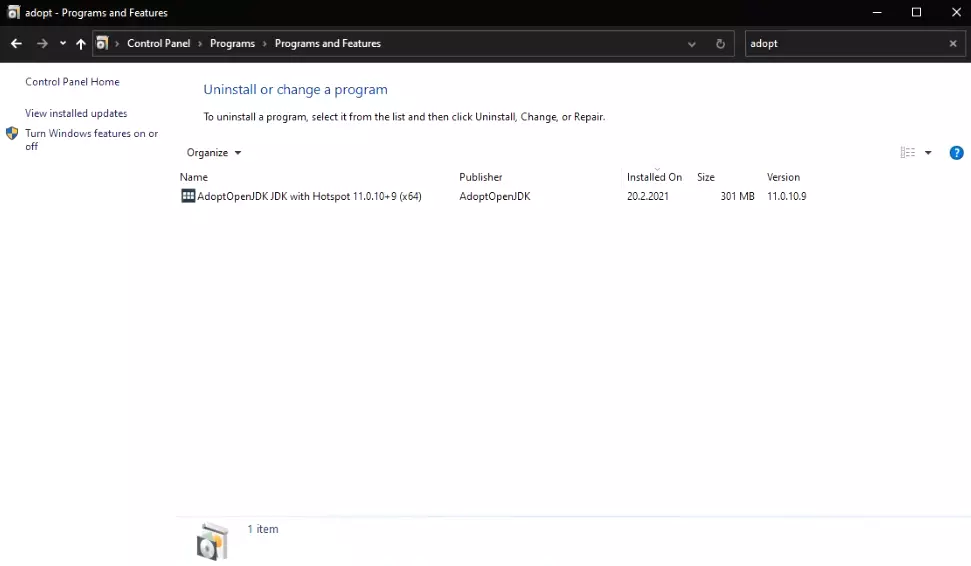 adopt - Programs and Features
Control Panel Programs Programs and Features
adopt
Control Panel Home
View installed updates
Turn Windows features on or
off
Uninstall or change a program
To uninstall a program, select it from the list and then click Uninstall, Change, or Repair.
Organize
Name Publisher Installed On Size Version
AdoptOpenJDK JDK with Hotspot 11.0.10+9 (x64) AdoptOpenJDK 20.2.2021 301 MB 11.0.10.9
1 item